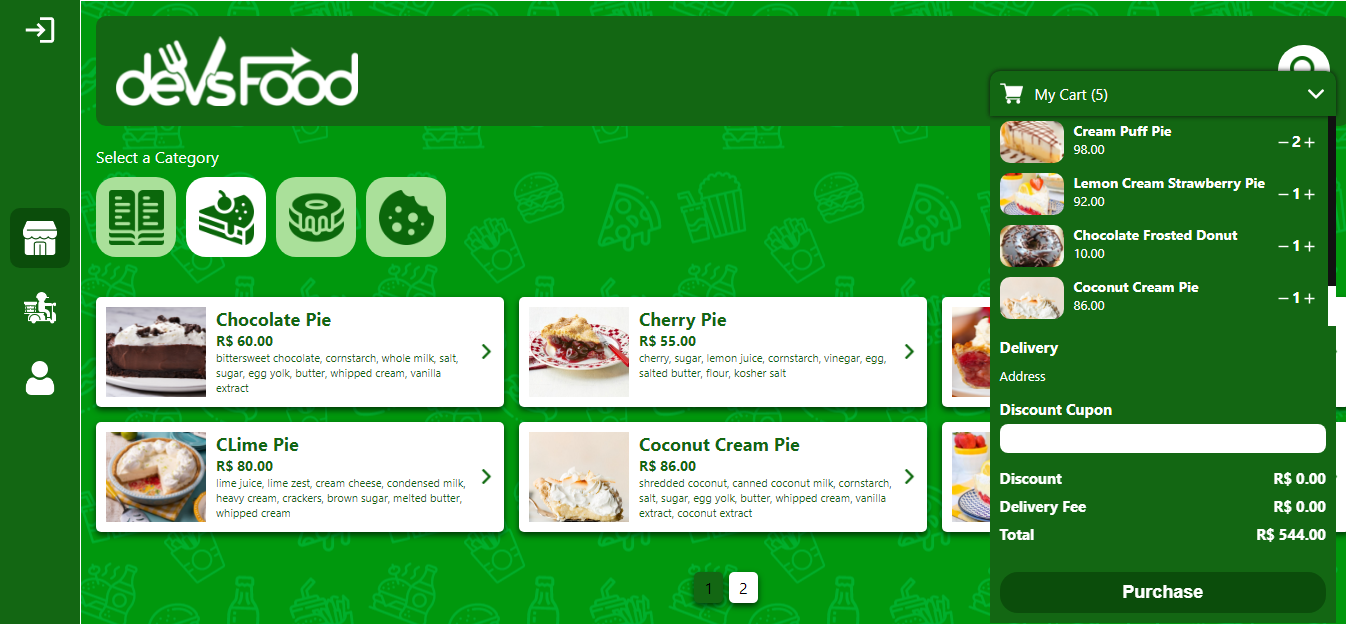 devsFood
My Cart (5)
Select a Category
Cream Puff Pie
98.00
– 2 +
Lemon Cream Strawberry Pie
92.00
– 1 +
Chocolate Frosted Donut
10.00
– 1 +
Coconut Cream Pie
86.00
– 1 +
Chocolate Pie
R$ 60.00
bittersweet chocolate, cornstarch, whole milk, salt,
sugar, egg yolk, butter, whipped cream, vanilla
extract
Cherry Pie
R$ 55.00
cherry, sugar, lemon juice, cornstarch, vinegar, egg,
salted butter, flour, kosher salt
CLime Pie
R$ 80.00
lime juice, lime zest, cream cheese, condensed milk,
heavy cream, crackers, brown sugar, melted butter,
whipped cream
Coconut Cream Pie
R$ 86.00
shredded coconut, canned coconut milk, cornstarch,
salt, sugar, egg yolk, butter, whipped cream, vanilla
extract, coconut extract
Delivery
Address
Discount Cupon
Discount R$ 0.00
Delivery Fee R$ 0.00
Total R$ 544.00
Purchase
1 2